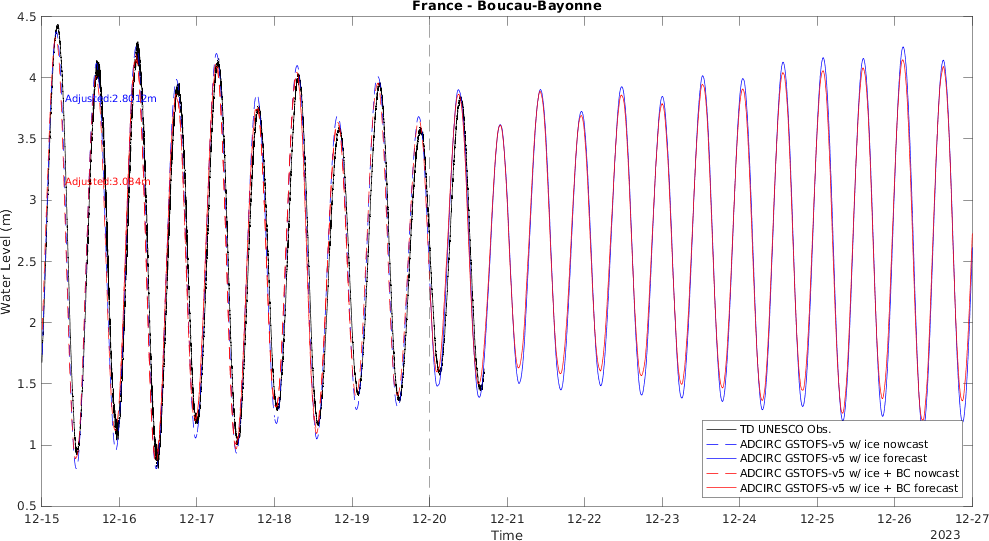 France - Boucau-Bayonne
4.5
4
3.5
3
2.5
2
1.5
1
0.5
Water Level (m)
Adjusted:2.8012m
Adjusted:3.084m
TD UNESCO Obs.
ADCIRC GSTOFS-v5 w/ ice nowcast
ADCIRC GSTOFS-v5 w/ ice forecast
ADCIRC GSTOFS-v5 w/ ice + BC nowcast
ADCIRC GSTOFS-v5 w/ ice + BC forecast
12-15 12-16 12-17 12-18 12-19 12-20 12-21 12-22 12-23 12-24 12-25 12-26 12-27
Time
2023